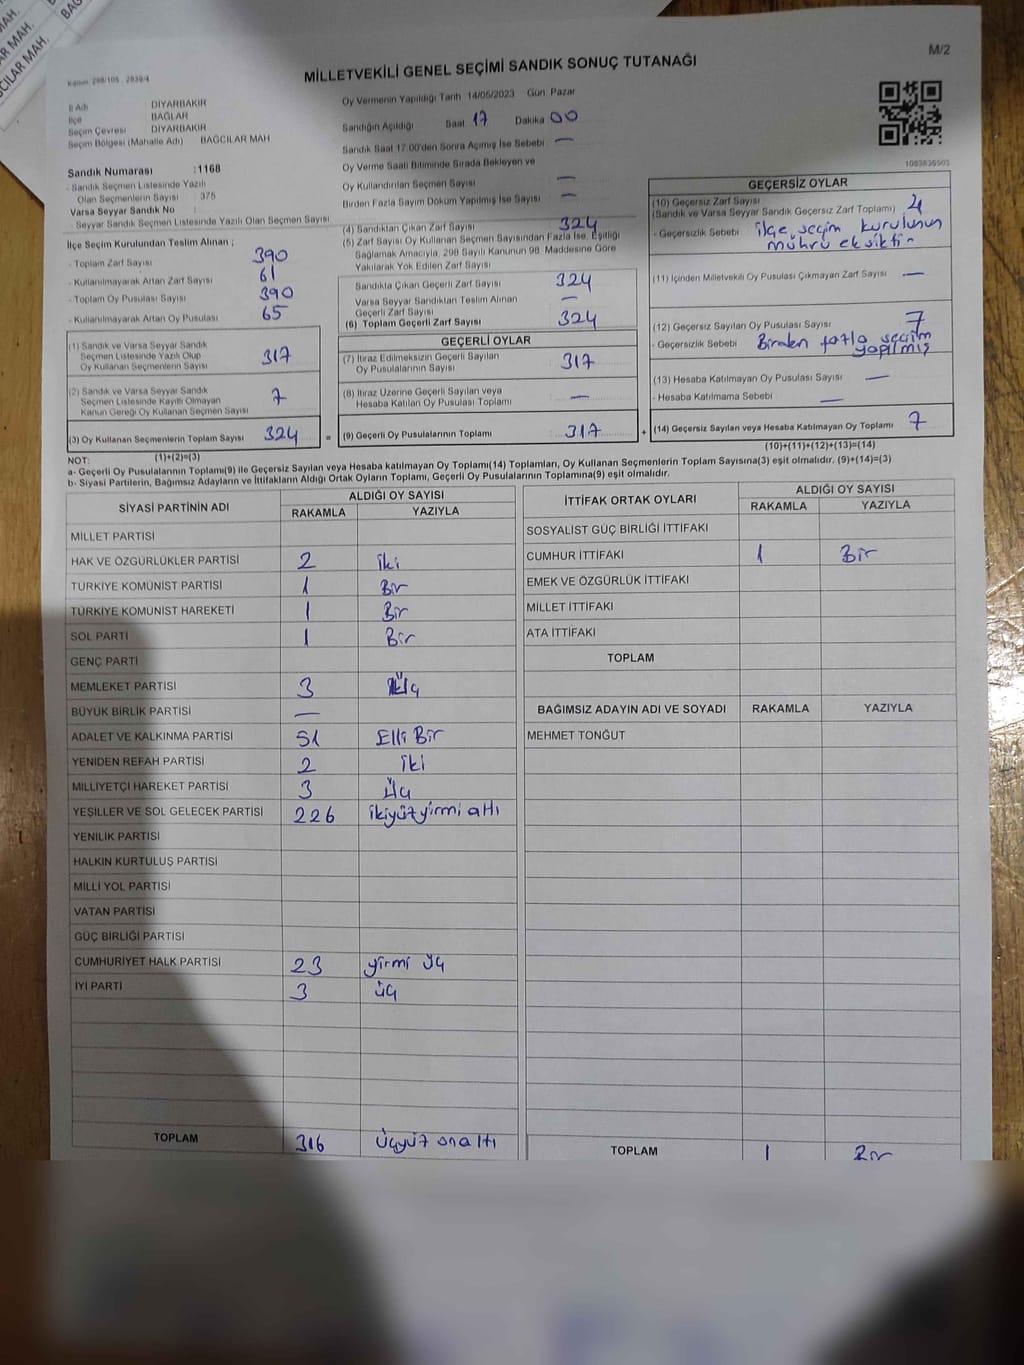 AR MAH.
CILAR MAH.
M/2
MİLLETVEKİLİ GENEL SEÇİMİ SANDIK SONUÇ TUTANAĞI
İl Adı : DİYARBAKIR
İlçe : BAĞLAR
Seçim Çevresi : DİYARBAKIR
Seçim Bölgesi (Mahalle Adı) : BAĞCILAR MAH
Oy Vermenin Yapıldığı Tarih 14/05/2023 Gün Pazar
Sandığın Açıldığı Saat 17 Dakika 00
Sandık Saat 17:00'den Sonra Açımış İse Sebebi —
Oy Verme Saati Bitiminde Sırada Bekleyen ve
Oy Kullandırılan Seçmen Sayısı —
Birden Fazla Sayım Döküm Yapılmış İse Sayısı —
1083836503
Sandık Numarası :1168
- Sandık Seçmen Listesinde Yazılı
Olan Seçmenlerin Sayısı : 375
Varsa Seyyar Sandık No :
- Seyyar Sandık Seçmen Listesinde Yazılı Olan Seçmen Sayısı
İlçe Seçim Kurulundan Teslim Alınan ;
- Toplam Zarf Sayısı 390
- Kullanılmayarak Artan Zarf Sayısı 61
- Toplam Oy Pusulası Sayısı 390
- Kullanılmayarak Artan Oy Pusulası 65
(1) Sandık ve Varsa Seyyar Sandık
Seçmen Listesinde Yazılı Olup
Oy Kullanan Seçmenlerin Sayısı 317
(2) Sandık ve Varsa Seyyar Sandık
Seçmen Listesinde Kayıtlı Olmayan
Kanun Gereği Oy Kullanan Seçmen Sayısı 7
(3) Oy Kullanan Seçmenlerin Toplam Sayısı 324 =
(1)+(2)=(3)
(4) Sandıktan Çıkan Zarf Sayısı 324
(5) Zarf Sayısı Oy Kullanan Seçmen Sayısından Fazla İse, Eşitliği
Sağlamak Amacıyla, 298 Sayılı Kanunun 98. Maddesine Göre
Yakılarak Yok Edilen Zarf Sayısı
Sandıkta Çıkan Geçerli Zarf Sayısı 324
Varsa Seyyar Sandıktan Teslim Alınan
Geçerli Zarf Sayısı —
(6) Toplam Geçerli Zarf Sayısı 324
GEÇERLİ OYLAR
(7) İtiraz Edilmeksizin Geçerli Sayılan
Oy Pusulalarının Sayısı 317
(8) İtiraz Üzerine Geçerli Sayılan veya
Hesaba Katılan Oy Pusulası Toplamı —
(9) Geçerli Oy Pusulalarının Toplamı 317 +
GEÇERSİZ OYLAR
(10) Geçersiz Zarf Sayısı
(Sandık ve Varsa Seyyar Sandık Geçersiz Zarf Toplamı)
- Geçersizlik Sebebi ilçe seçim kurulunun
mührü eksiktir
(11) İçinden Milletvekili Oy Pusulası Çıkmayan Zarf Sayısı —
(12) Geçersiz Sayılan Oy Pusulası Sayısı 7
- Geçersizlik Sebebi Birden fazla seçim
yapılmış
(13) Hesaba Katılmayan Oy Pusulası Sayısı —
- Hesaba Katılmama Sebebi —
(14) Geçersiz Sayılan veya Hesaba Katılmayan Oy Toplamı 7
(10)+(11)+(12)+(13)=(14)
NOT:
a- Geçerli Oy Pusulalarının Toplamı(9) ile Geçersiz Sayılan veya Hesaba katılmayan Oy Toplamı(14) Toplamları, Oy Kullanan Seçmenlerin Toplam Sayısına(3) eşit olmalıdır. (9)+(14)=(3)
b- Siyasi Partilerin, Bağımsız Adayların ve İttifakların Aldığı Ortak Oyların Toplamı, Geçerli Oy Pusulalarının Toplamına(9) eşit olmalıdır.
SİYASİ PARTİNİN ADI ALDIĞI OY SAYISI
RAKAMLA YAZIYLA
MİLLET PARTİSİ
HAK VE ÖZGÜRLÜKLER PARTİSİ 2 iki
TÜRKİYE KOMÜNİST PARTİSİ 1 Bir
TÜRKİYE KOMÜNİST HAREKETİ 1 Bir
SOL PARTİ 1 Bir
GENÇ PARTİ
MEMLEKET PARTİSİ 3 Üç
BÜYÜK BİRLİK PARTİSİ —
ADALET VE KALKINMA PARTİSİ 51 Elli Bir
YENİDEN REFAH PARTİSİ 2 iki
MİLLİYETÇİ HAREKET PARTİSİ 3 Üç
YEŞİLLER VE SOL GELECEK PARTİSİ 226 ikiyüzyirmi altı
YENİLİK PARTİSİ
HALKIN KURTULUŞ PARTİSİ
MİLLİ YOL PARTİSİ
VATAN PARTİSİ
GÜÇ BİRLİĞİ PARTİSİ
CUMHURİYET HALK PARTİSİ 23 yirmi üç
İYİ PARTİ 3 üç
TOPLAM 316 üçyüz onaltı
İTTİFAK ORTAK OYLARI ALDIĞI OY SAYISI
RAKAMLA YAZIYLA
SOSYALİST GÜÇ BİRLİĞİ İTTİFAKI
CUMHUR İTTİFAKI 1 Bir
EMEK VE ÖZGÜRLÜK İTTİFAKI
MİLLET İTTİFAKI
ATA İTTİFAKI
TOPLAM
BAĞIMSIZ ADAYIN ADI VE SOYADI RAKAMLA YAZIYLA
MEHMET TONĞUT
TOPLAM 1 Bir